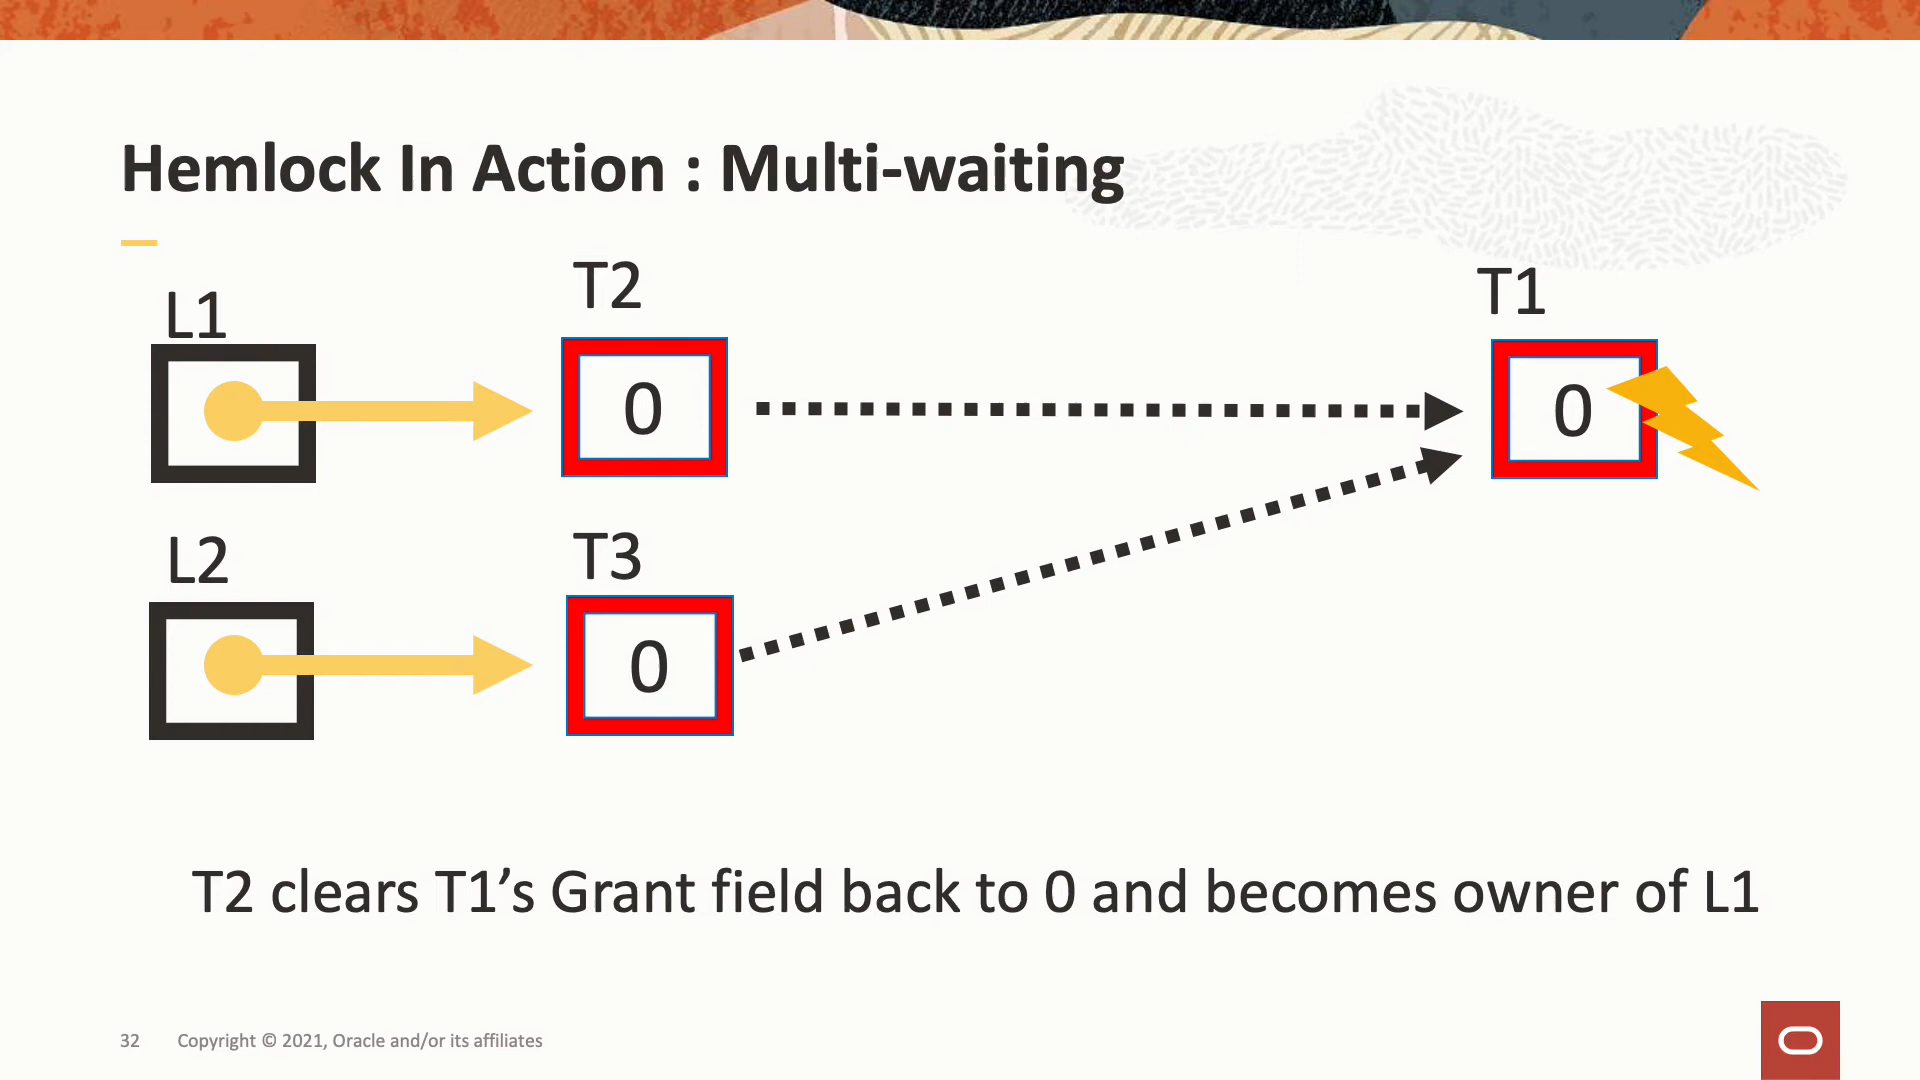 Hemlock In Action : Multi-waiting
L1
T2
T1
0
0
L2
T3
0
T2 clears T1’s Grant field back to 0 and becomes owner of L1
32 Copyright © 2021, Oracle and/or its affiliates